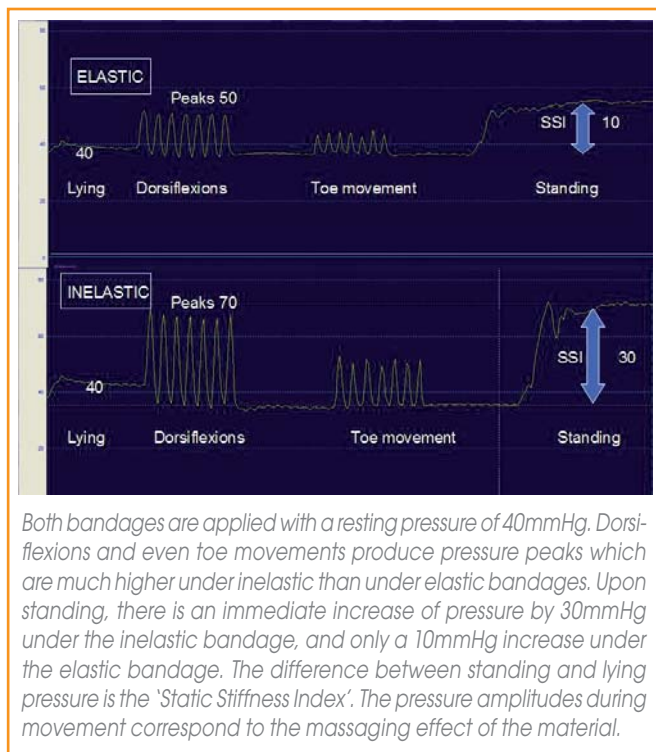 ELASTIC
Peaks 50
SSI 10
40
Lying Dorsiflexions Toe movement Standing
INELASTIC
Peaks 70
SSI 30
40
Lying Dorsiflexions Toe movement Standing
Both bandages are applied with a resting pressure of 40mmHg. Dorsi-
flexions and even toe movements produce pressure peaks which
are much higher under inelastic than under elastic bandages. Upon
standing, there is an immediate increase of pressure by 30mmHg
under the inelastic bandage, and only a 10mmHg increase under
the elastic bandage. The difference between standing and lying
pressure is the ‘Static Stiffness Index’. The pressure amplitudes during
movement correspond to the massaging effect of the material.